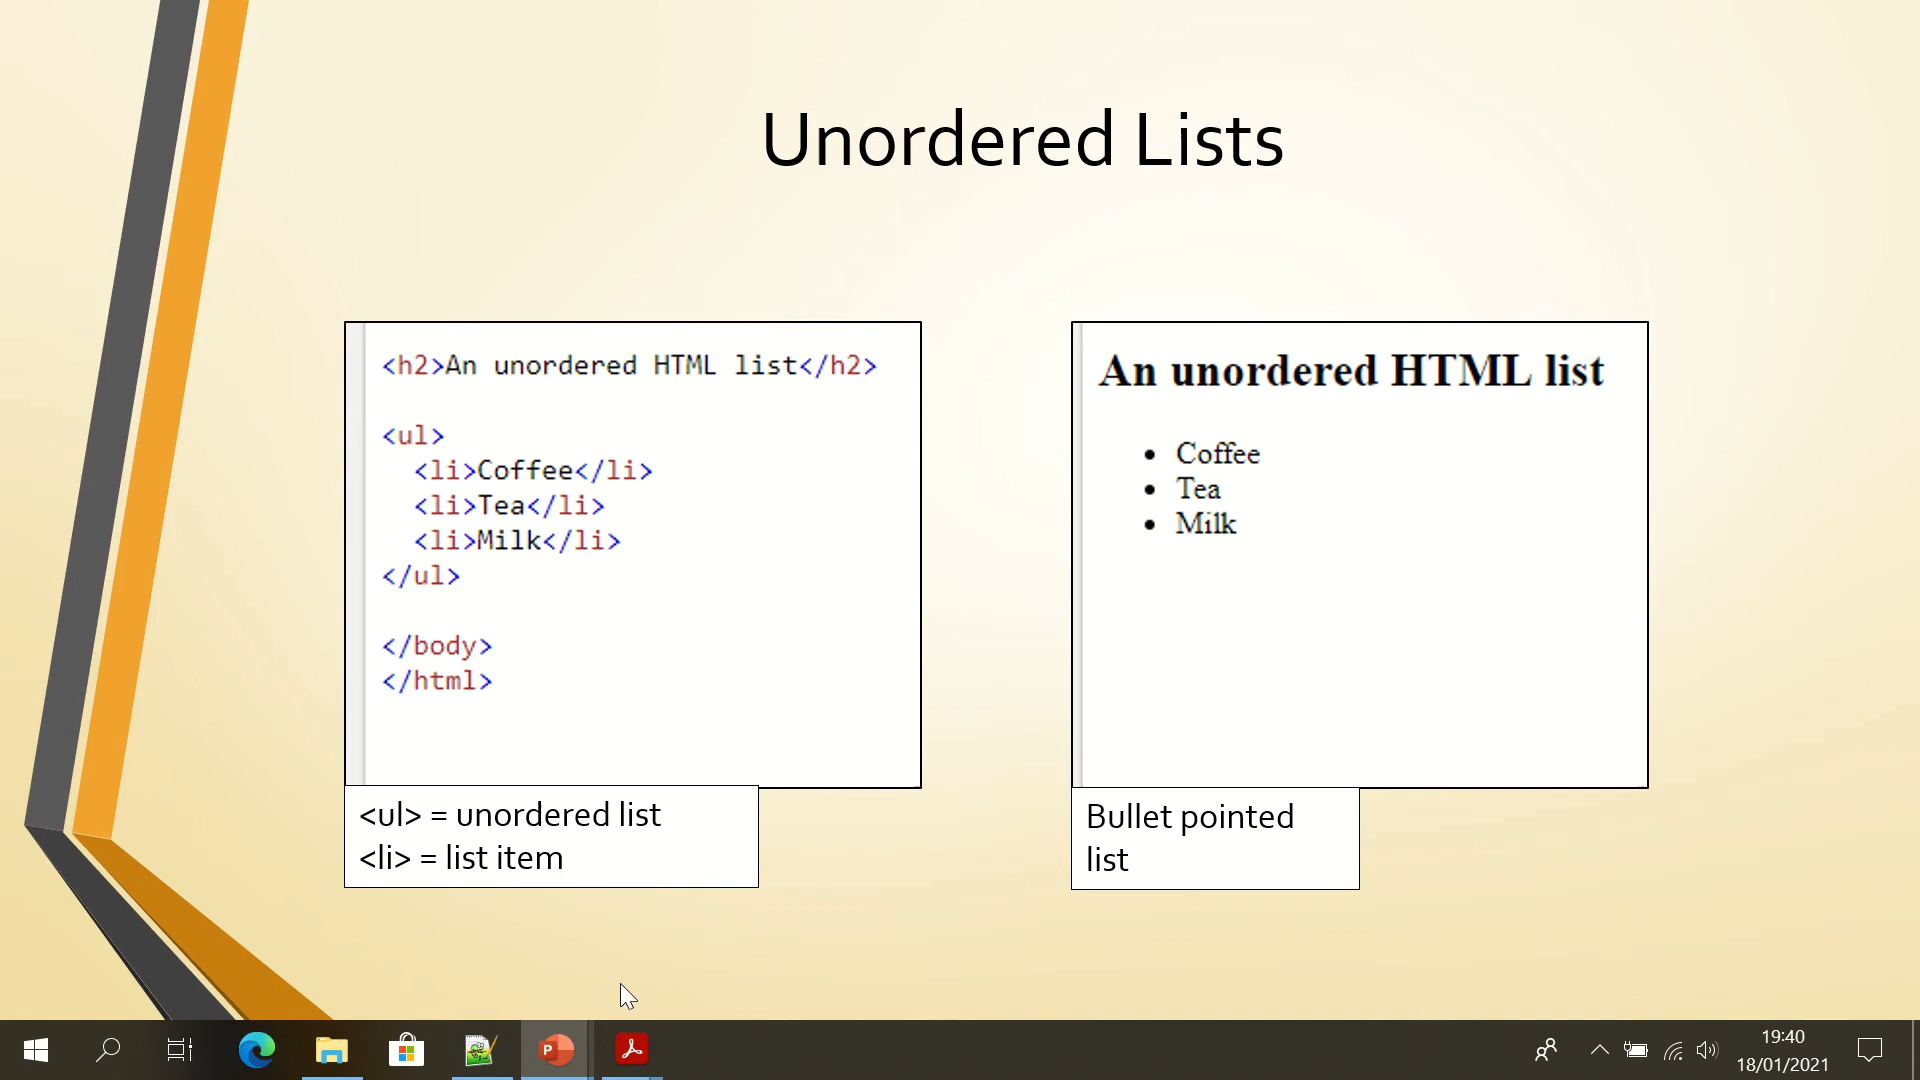 Unordered Lists
<h2>An unordered HTML list</h2>
<ul>
<li>Coffee</li>
<li>Tea</li>
<li>Milk</li>
</ul>
</body>
</html>
<ul> = unordered list
<li> = list item
An unordered HTML list
• Coffee
• Tea
• Milk
Bullet pointed
list
19:40
18/01/2021